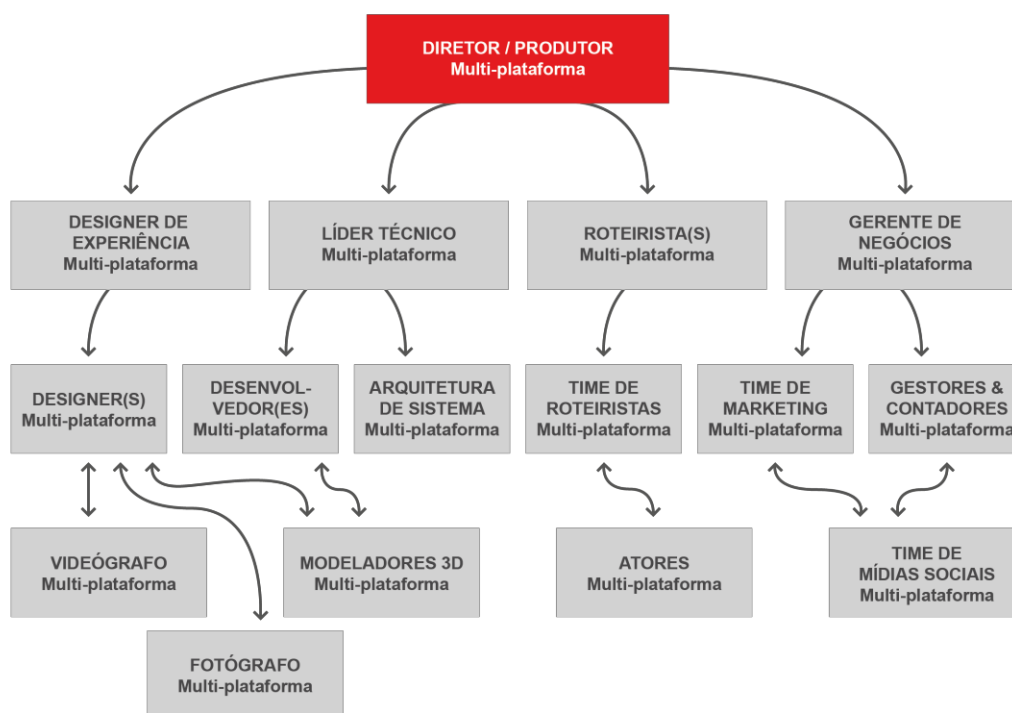 DIRETOR / PRODUTOR
Multi-plataforma
DESIGNER DE
EXPERIÊNCIA
Multi-plataforma
LÍDER TÉCNICO
Multi-plataforma
ROTEIRISTA(S)
Multi-plataforma
GERENTE DE
NEGÓCIOS
Multi-plataforma
DESIGNER(S)
Multi-plataforma
DESENVOL-
VEDOR(ES)
Multi-plataforma
ARQUITETURA
DE SISTEMA
Multi-plataforma
TIME DE
ROTEIRISTAS
Multi-plataforma
TIME DE
MARKETING
Multi-plataforma
GESTORES &
CONTADORES
Multi-plataforma
VIDEÓGRAFO
Multi-plataforma
MODELADORES 3D
Multi-plataforma
ATORES
Multi-plataforma
TIME DE
MÍDIAS SOCIAIS
Multi-plataforma
FOTÓGRAFO
Multi-plataforma